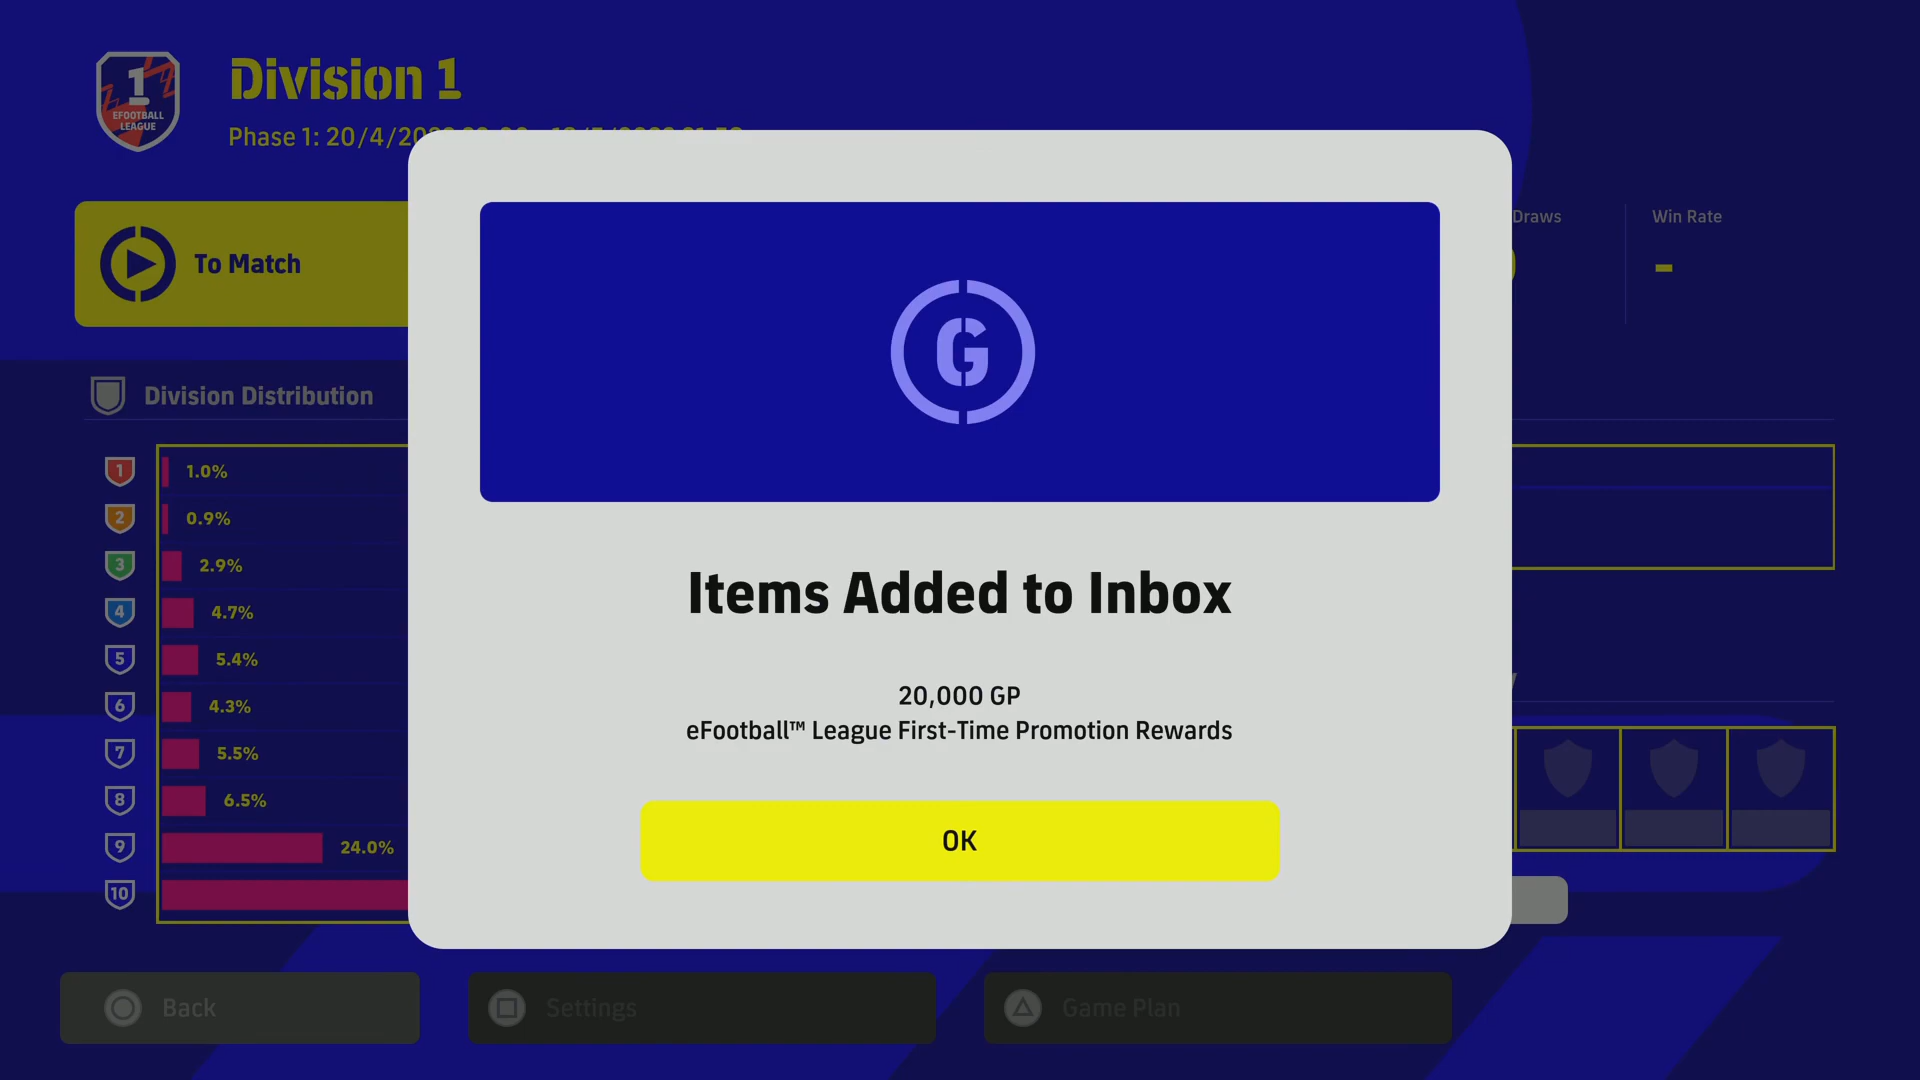 1
EFOOTBALL
LEAGUE
Division 1
Phase 1: 20/4/20
To Match
Draws
Win Rate
-
Division Distribution
1 1.0%
2 0.9%
3 2.9%
4 4.7%
5 5.4%
6 4.3%
7 5.5%
8 6.5%
9 24.0%
10
G
Items Added to Inbox
20,000 GP
eFootball™ League First-Time Promotion Rewards
OK
Back
Settings
Game Plan